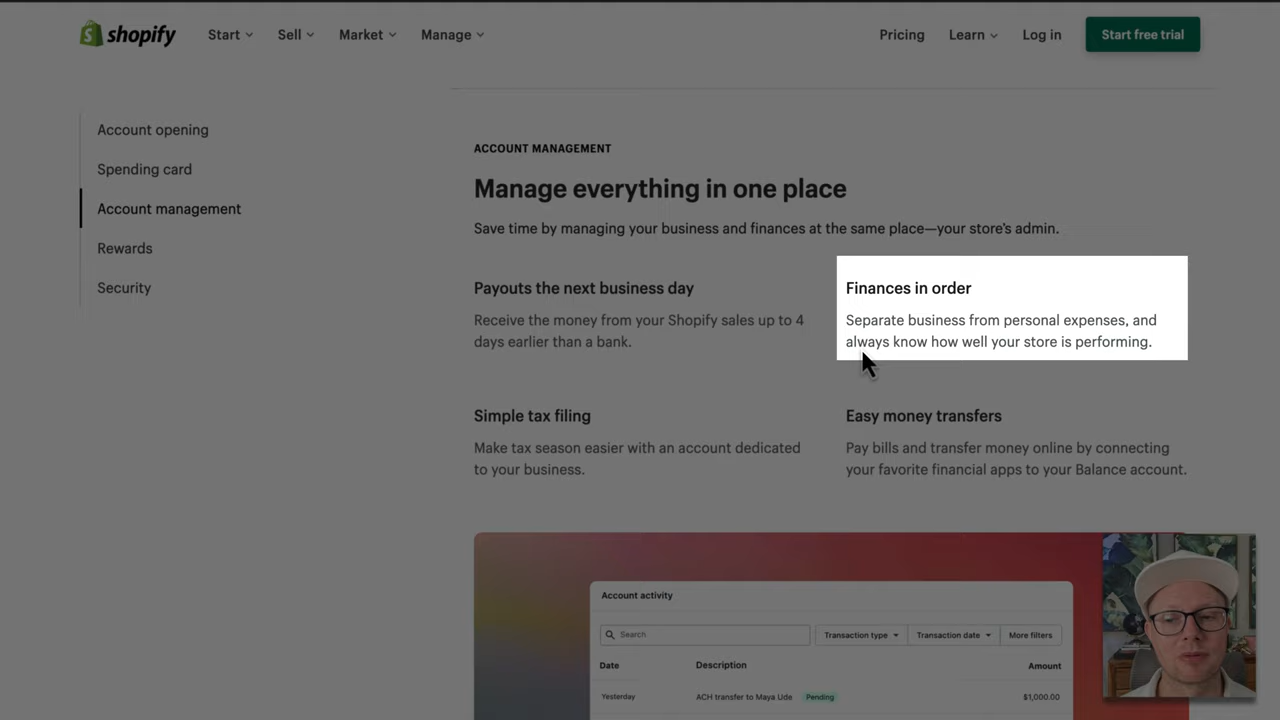 shopify
Start
Sell
Market
Manage
Pricing
Learn
Log in
Start free trial
Account opening
Spending card
Account management
Rewards
Security
ACCOUNT MANAGEMENT
Manage everything in one place
Save time by managing your business and finances at the same place—your store's admin.
Payouts the next business day
Receive the money from your Shopify sales up to 4
days earlier than a bank.
Finances in order
Separate business from personal expenses, and
always know how well your store is performing.
Simple tax filing
Make tax season easier with an account dedicated
to your business.
Easy money transfers
Pay bills and transfer money online by connecting
your favorite financial apps to your Balance account.
Account activity
Search
Transaction type
Transaction date
More filters
Date
Description
Amount
Yesterday
ACH transfer to Maya Ude
Pending
$1,000.00